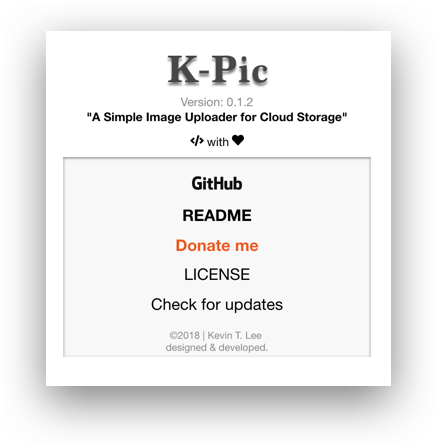 K-Pic
Version: 0.1.2
"A Simple Image Uploader for Cloud Storage"
</> with ♥
GitHub
README
Donate me
LICENSE
Check for updates
©2018 | Kevin T. Lee
designed & developed.